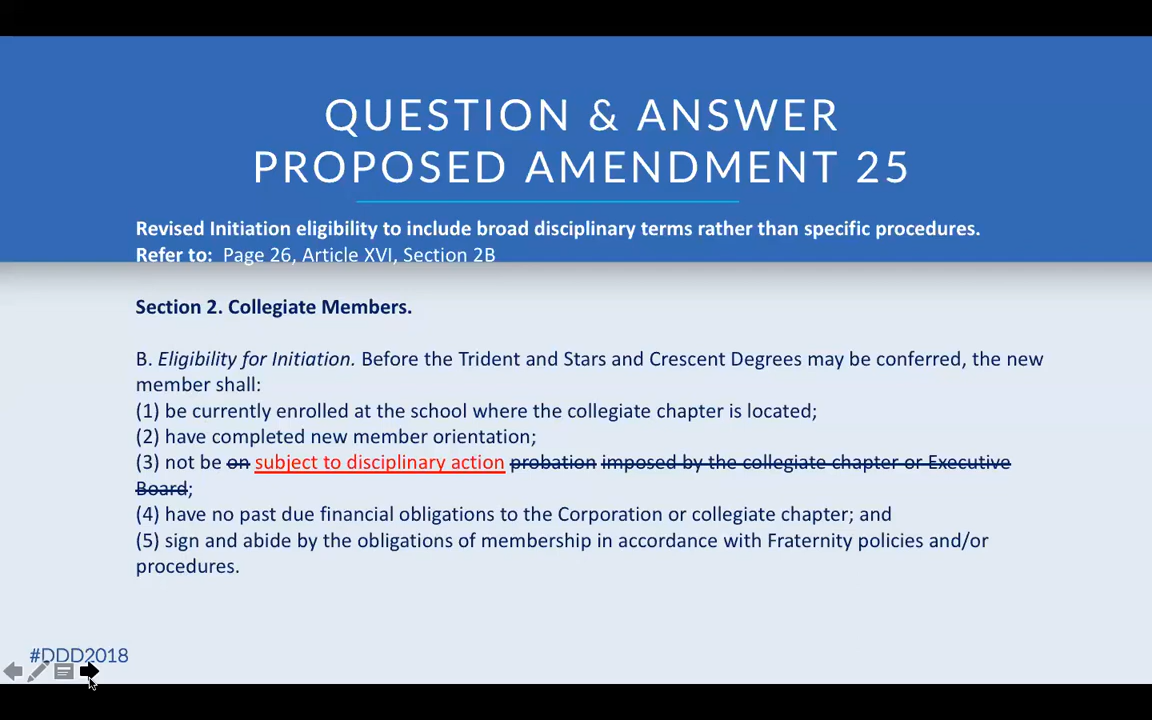 QUESTION & ANSWER
PROPOSED AMENDMENT 25
Revised Initiation eligibility to include broad disciplinary terms rather than specific procedures.
Refer to: Page 26, Article XVI, Section 2B
Section 2. Collegiate Members.
B. Eligibility for Initiation. Before the Trident and Stars and Crescent Degrees may be conferred, the new
member shall:
(1) be currently enrolled at the school where the collegiate chapter is located;
(2) have completed new member orientation;
(3) not be on subject to disciplinary action probation imposed by the collegiate chapter or Executive
Board;
(4) have no past due financial obligations to the Corporation or collegiate chapter; and
(5) sign and abide by the obligations of membership in accordance with Fraternity policies and/or
procedures.
#DDD2018